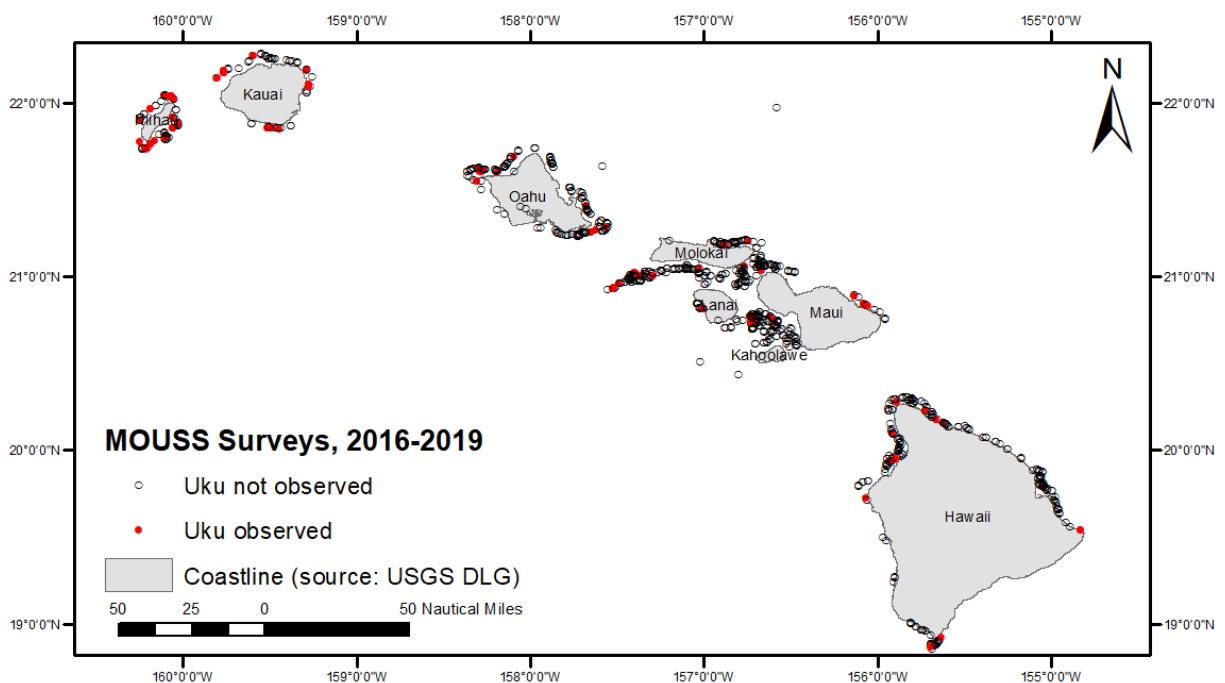 160°0'0"W 159°0'0"W 158°0'0"W 157°0'0"W 156°0'0"W 155°0'0"W
N
Kauai
22°0'0"N 22°0'0"N
Niihau
Oahu
Molokai
21°0'0"N 21°0'0"N
Lanai
Maui
Kahoolawe
MOUSS Surveys, 2016-2019
20°0'0"N 20°0'0"N
Uku not observed
Uku observed
Hawaii
Coastline (source: USGS DLG)
50 25 0 50 Nautical Miles
19°0'0"N 19°0'0"N
160°0'0"W 159°0'0"W 158°0'0"W 157°0'0"W 156°0'0"W 155°0'0"W